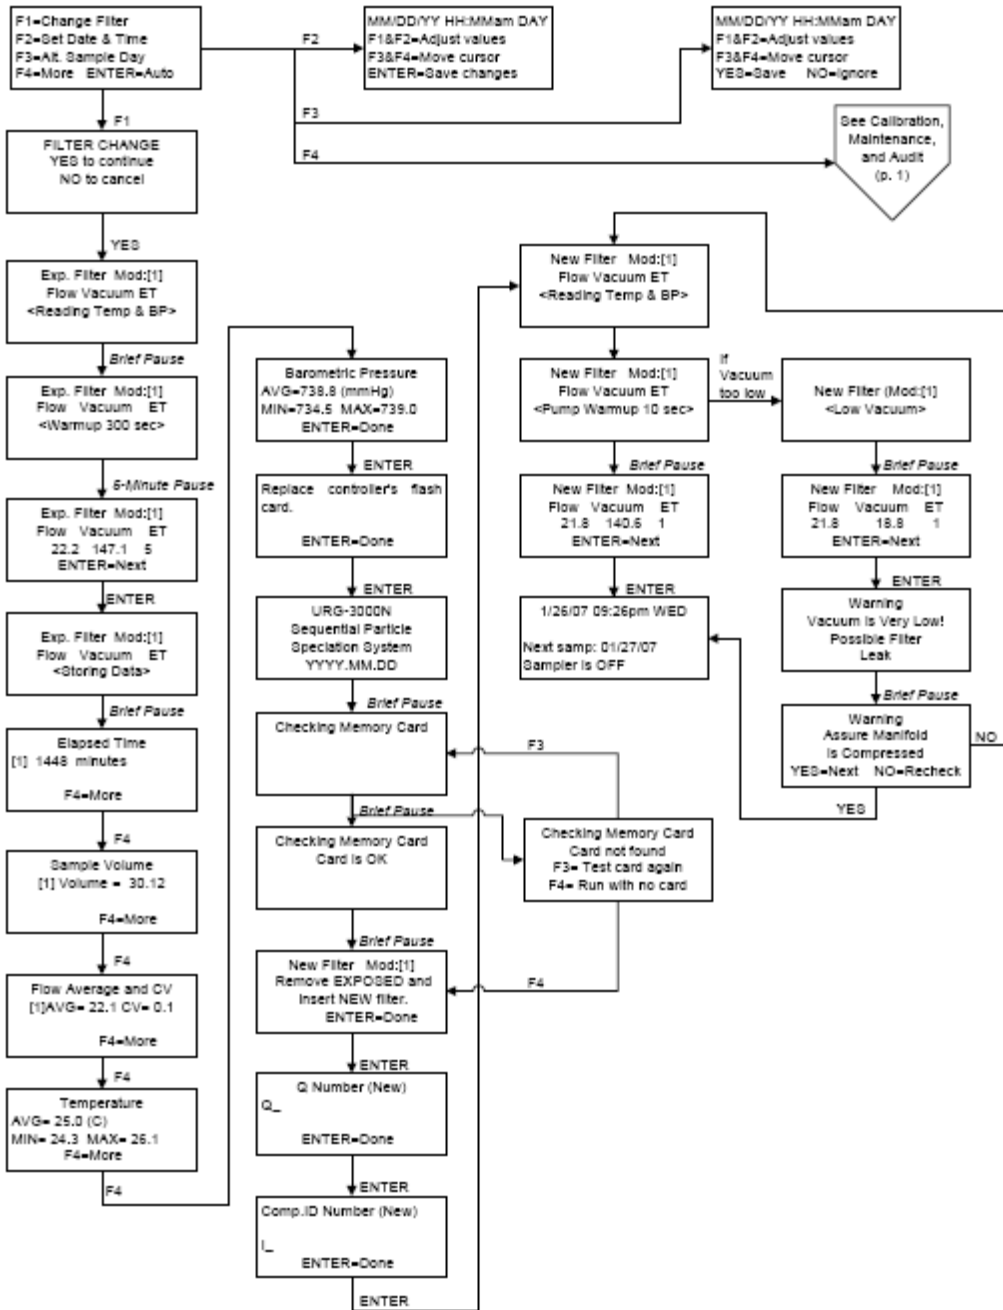 F1=Change Filter
F2=Set Date & Time
F3=Alt. Sample Day
F4=More ENTER=Auto
F2
MM/DD/YY HH:MMam DAY
F1&F2=Adjust values
F3&F4=Move cursor
ENTER=Save changes
MM/DD/YY HH:MMam DAY
F1&F2=Adjust values
F3&F4=Move cursor
YES=Save NO=Ignore
F3
F4
See Calibration,
Maintenance,
and Audit
(p. 1)
F1
FILTER CHANGE
YES to continue
NO to cancel
YES
Exp. Filter Mod:[1]
Flow Vacuum ET
<Reading Temp & BP>
Brief Pause
Exp. Filter Mod:[1]
Flow Vacuum ET
<Warmup 300 sec>
5-Minute Pause
Exp. Filter Mod:[1]
Flow Vacuum ET
22.2 147.1 5
ENTER=Next
ENTER
Exp. Filter Mod:[1]
Flow Vacuum ET
<Storing Data>
Brief Pause
Elapsed Time
[1] 1448 minutes
F4=More
F4
Sample Volume
[1] Volume = 30.12
F4=More
F4
Flow Average and CV
[1]AVG= 22.1 CV= 0.1
F4=More
F4
Temperature
AVG= 25.0 (C)
MIN= 24.3 MAX= 26.1
F4=More
F4
Barometric Pressure
AVG=738.8 (mmHg)
MIN=734.5 MAX=739.0
ENTER=Done
ENTER
Replace controller's flash
card.
ENTER=Done
ENTER
URG-3000N
Sequential Particle
Speciation System
YYYY.MM.DD
Brief Pause
Checking Memory Card
Brief Pause
Checking Memory Card
Card is OK
Brief Pause
New Filter Mod:[1]
Remove EXPOSED and
Insert NEW filter.
ENTER=Done
ENTER
Q Number (New)
Q_
ENTER=Done
ENTER
Comp.ID Number (New)
I_
ENTER=Done
ENTER
F3
Checking Memory Card
Card not found
F3= Test card again
F4= Run with no card
F4
New Filter Mod:[1]
Flow Vacuum ET
<Reading Temp & BP>
New Filter Mod:[1]
Flow Vacuum ET
<Pump Warmup 10 sec>
Brief Pause
New Filter Mod:[1]
Flow Vacuum ET
21.8 140.6 1
ENTER=Next
ENTER
1/26/07 09:26pm WED
Next samp: 01/27/07
Sampler is OFF
If
Vacuum
too low
New Filter (Mod:[1]
<Low Vacuum>
Brief Pause
New Filter Mod:[1]
Flow Vacuum ET
21.8 18.8 1
ENTER=Next
ENTER
Warning
Vacuum is Very Low!
Possible Filter
Leak
Brief Pause
Warning
Assure Manifold
is Compressed
YES=Next NO=Recheck
NO
YES